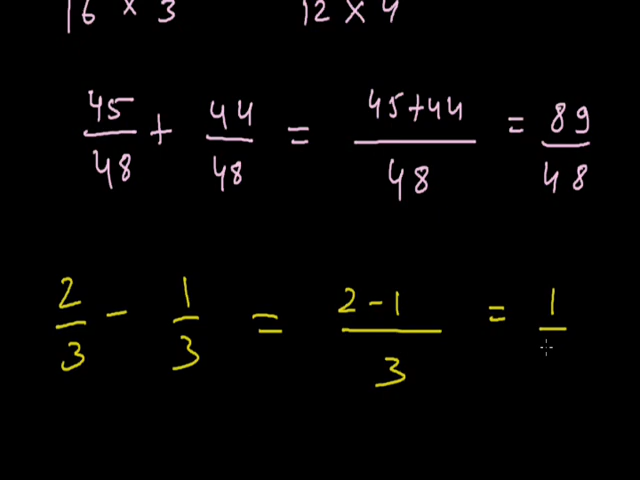 16 × 3 12 × 4
45/48 + 44/48 = 45+44/48 = 89/48
2/3 - 1/3 = 2-1/3 = 1/